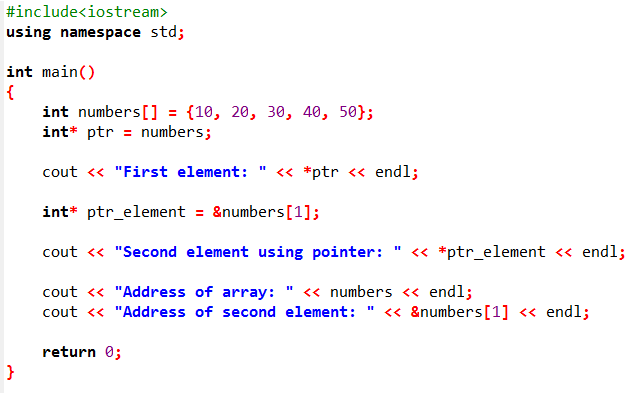 #include<iostream>
using namespace std;
int main()
{
    int numbers[] = {10, 20, 30, 40, 50};
    int* ptr = numbers;
    cout << "First element: " << *ptr << endl;
    int* ptr_element = &numbers[1];
    cout << "Second element using pointer: " << *ptr_element << endl;
    cout << "Address of array: " << numbers << endl;
    cout << "Address of second element: " << &numbers[1] << endl;
    return 0;
}